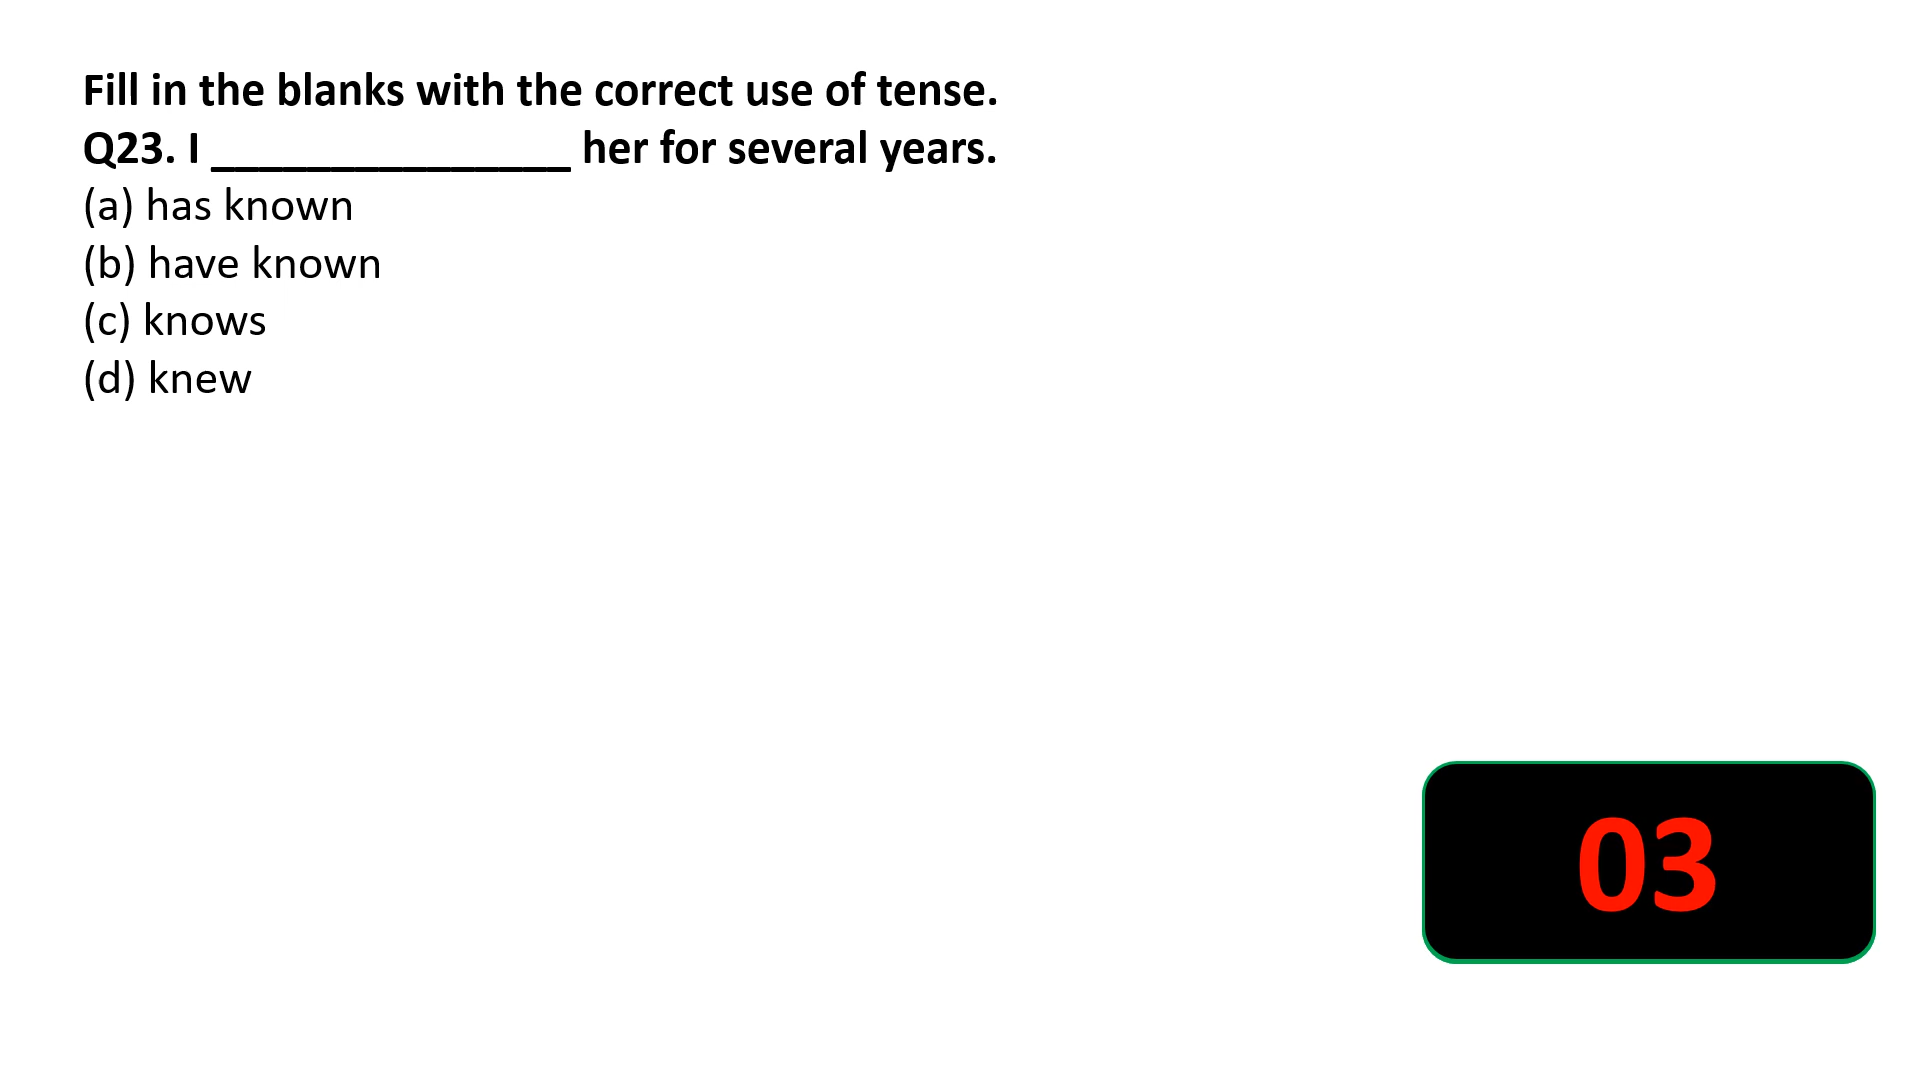 Fill in the blanks with the correct use of tense.
Q23. I _______________ her for several years.
(a) has known
(b) have known
(c) knows
(d) knew
03